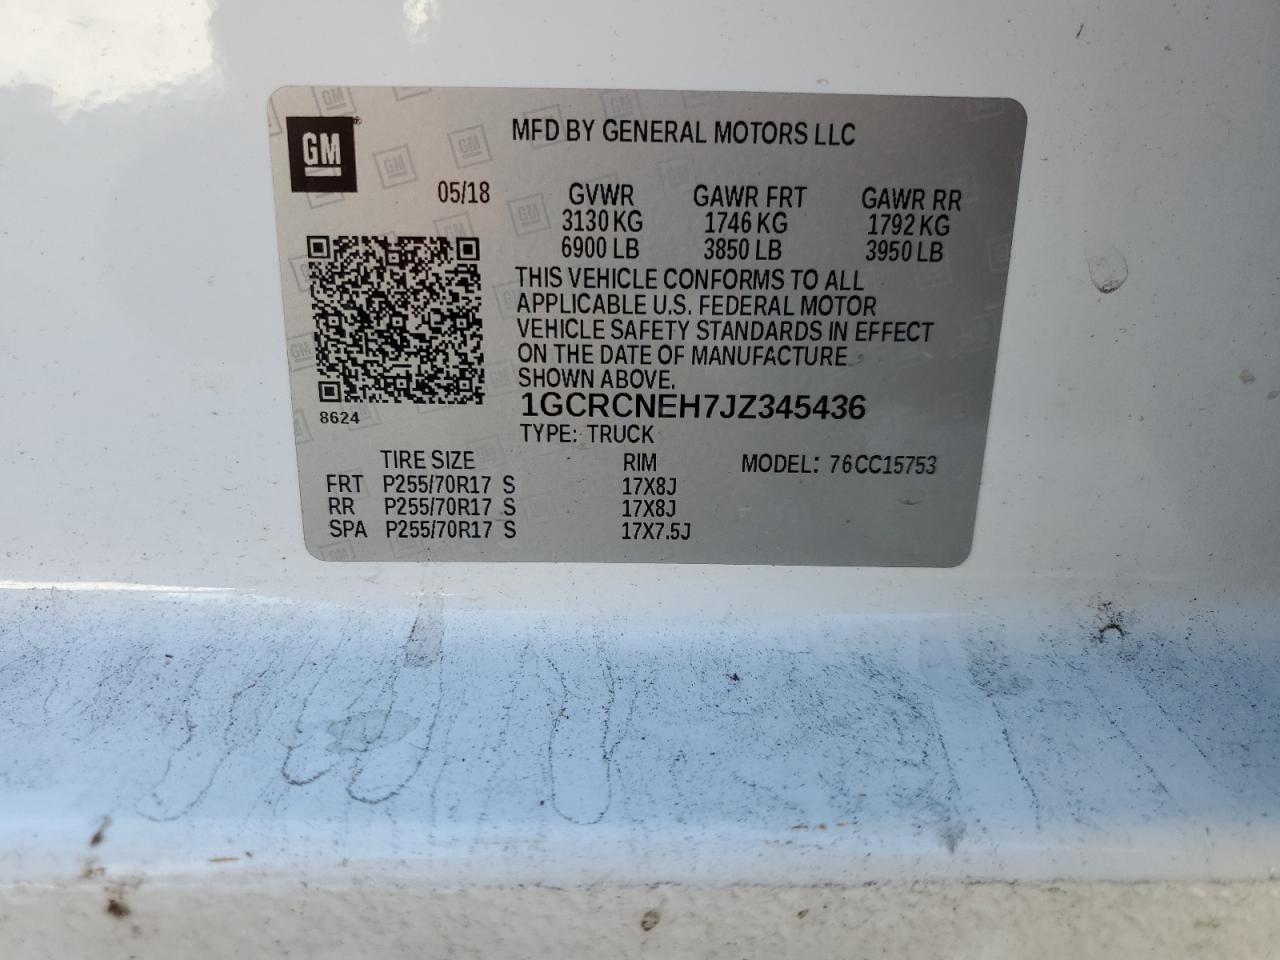 GM
MFD BY GENERAL MOTORS LLC
05/18
GVWR GAWR FRT GAWR RR
3130 KG 1746 KG 1792 KG
6900 LB 3850 LB 3950 LB
THIS VEHICLE CONFORMS TO ALL
APPLICABLE U.S. FEDERAL MOTOR
VEHICLE SAFETY STANDARDS IN EFFECT
ON THE DATE OF MANUFACTURE
SHOWN ABOVE.
8624
1GCRCNEH7JZ345436
TYPE: TRUCK
TIRE SIZE RIM MODEL: 76CC15753
FRT P255/70R17 S 17X8J
RR P255/70R17 S 17X8J
SPA P255/70R17 S 17X7.5J